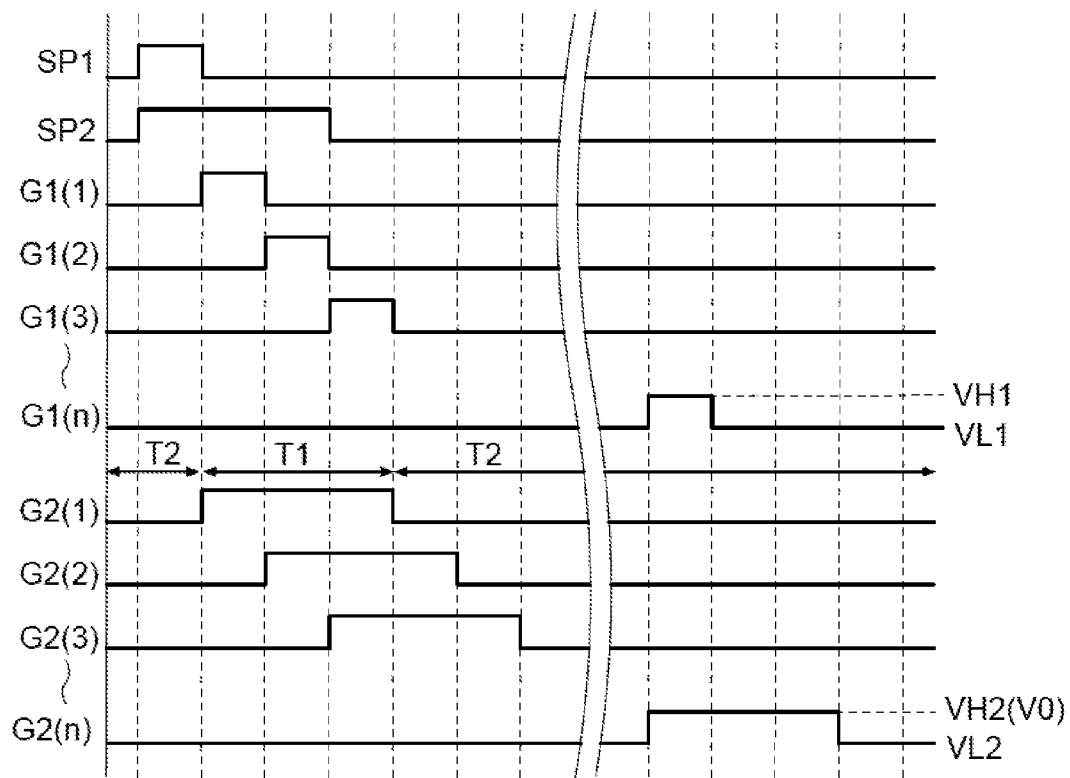 SP1
SP2
G1(1)
G1(2)
G1(3)
G1(n)
VH1
VL1
T2 T1 T2
G2(1)
G2(2)
G2(3)
G2(n)
VH2(V0)
VL2